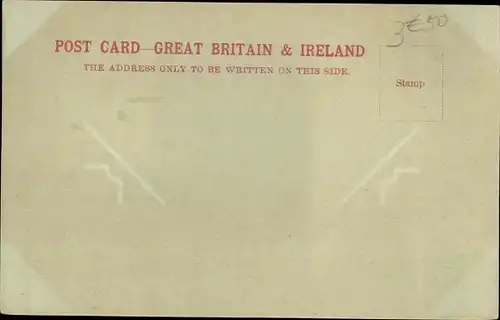 3€50
POST CARD—GREAT BRITAIN & IRELAND
THE ADDRESS ONLY TO BE WRITTEN ON THIS SIDE.
Stamp